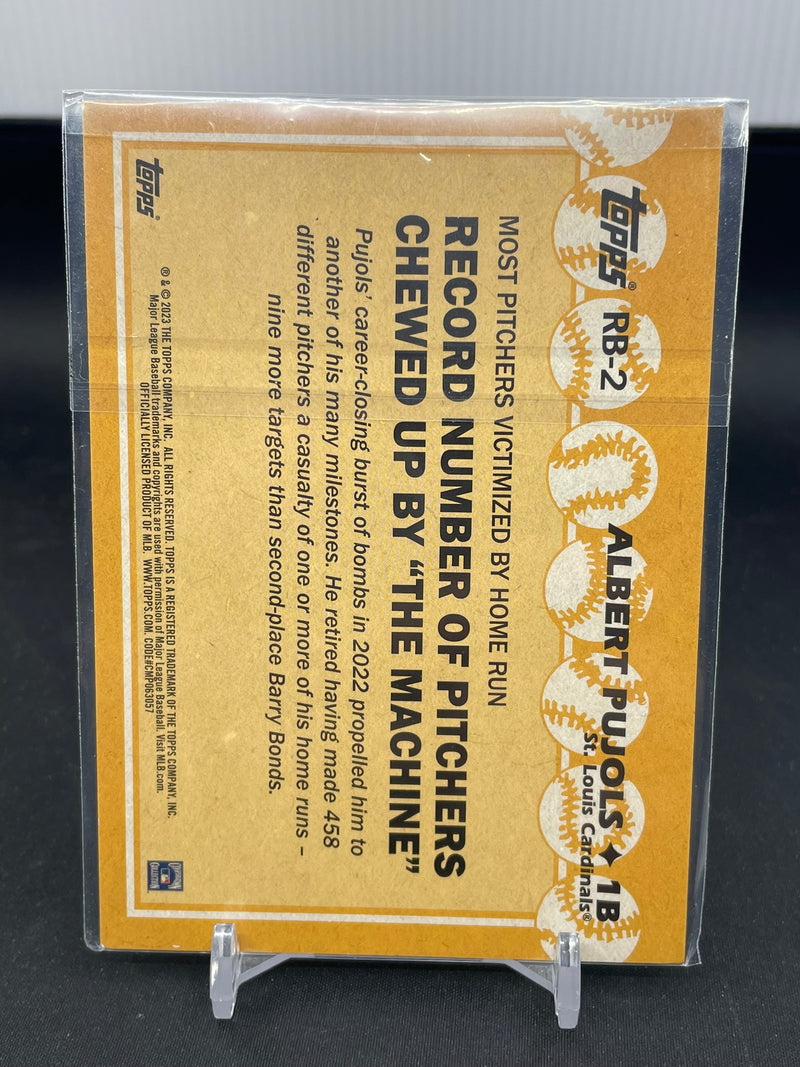 Topps® RB-2
ALBERT PUJOLS ✦ 1B
St. Louis Cardinals®
MOST PITCHERS VICTIMIZED BY HOME RUN
RECORD NUMBER OF PITCHERS
CHEWED UP BY “THE MACHINE”
Pujols’ career-closing burst of bombs in 2022 propelled him to
another of his many milestones. He retired having made 458
different pitchers a casualty of one or more of his home runs –
nine more targets than second-place Barry Bonds.
Topps®
® & © 2023 THE TOPPS COMPANY, INC. ALL RIGHTS RESERVED. TOPPS IS A REGISTERED TRADEMARK OF THE TOPPS COMPANY, INC.
Major League Baseball trademarks and copyrights are used with permission of Major League Baseball. Visit MLB.com.
OFFICIALLY LICENSED PRODUCT OF MLB. WWW.TOPPS.COM. CODE#CMP063057